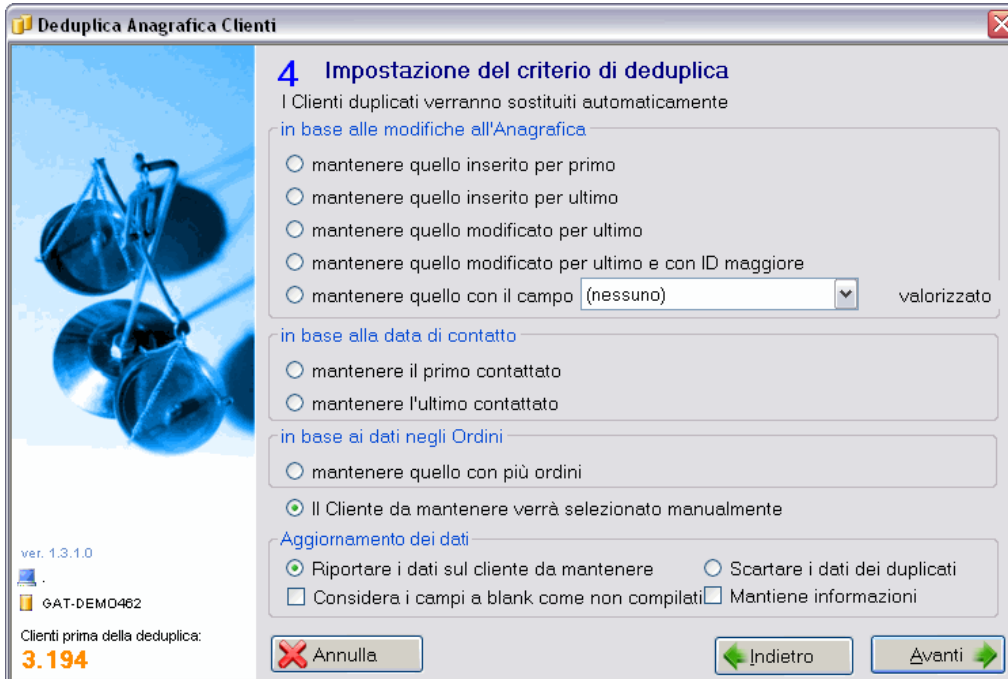 Deduplica Anagrafica Clienti
4 Impostazione del criterio di deduplica
I Clienti duplicati verranno sostituiti automaticamente
in base alle modifiche all'Anagrafica
mantenere quello inserito per primo
mantenere quello inserito per ultimo
mantenere quello modificato per ultimo
mantenere quello modificato per ultimo e con ID maggiore
mantenere quello con il campo (nessuno) valorizzato
in base alla data di contatto
mantenere il primo contattato
mantenere l'ultimo contattato
in base ai dati negli Ordini
mantenere quello con più ordini
Il Cliente da mantenere verrà selezionato manualmente
Aggiornamento dei dati
Riportare i dati sul cliente da mantenere Scartare i dati dei duplicati
Considera i campi a blank come non compilati Mantiene informazioni
ver. 1.3.1.0
.
GAT-DEMO462
Clienti prima della deduplica:
3.194
Annulla Indietro Avanti